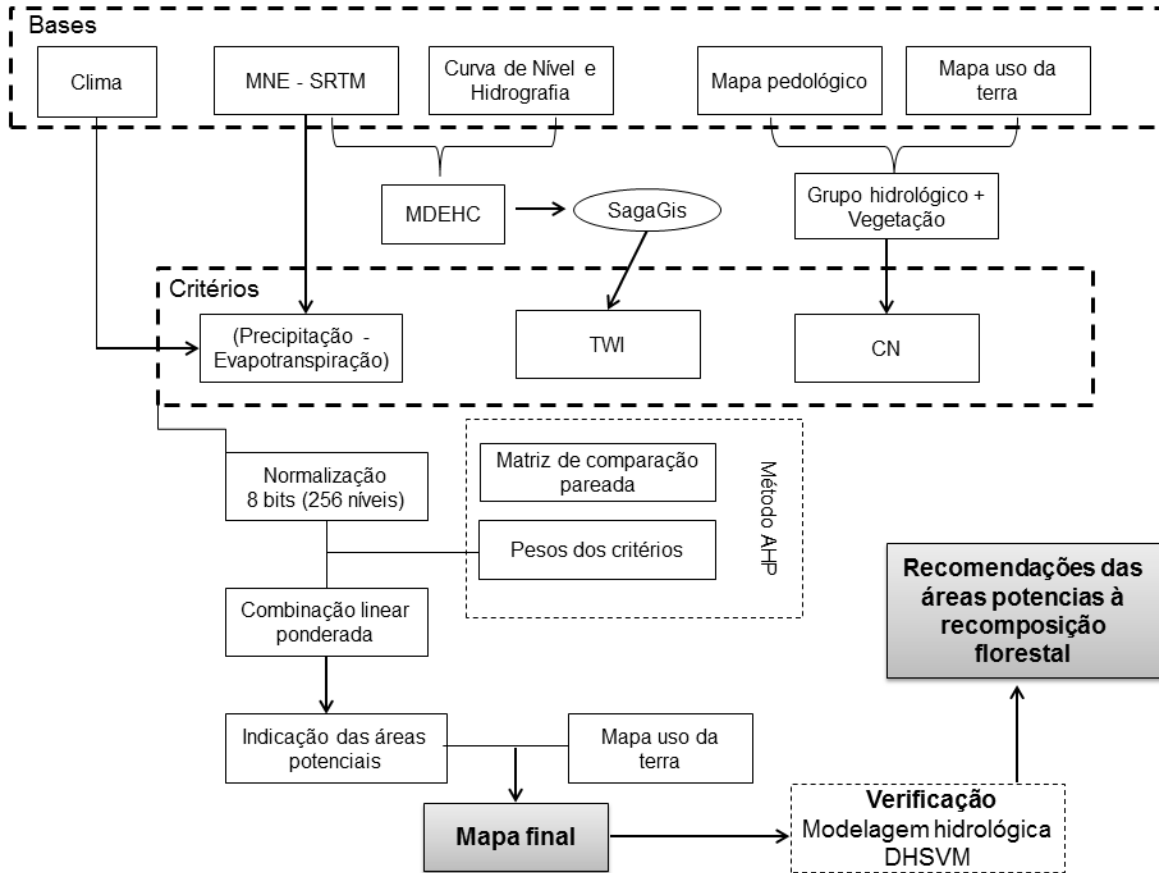 Bases
Clima
MNE - SRTM
Curva de Nível e
Hidrografia
Mapa pedológico
Mapa uso da
terra
MDEHC
SagaGis
Grupo hidrológico +
Vegetação
Critérios
(Precipitação -
Evapotranspiração)
TWI
CN
Normalização
8 bits (256 níveis)
Matriz de comparação
pareada
Pesos dos critérios
Método AHP
Combinação linear
ponderada
Recomendações das
áreas potencias à
recomposição
florestal
Indicação das áreas
potenciais
Mapa uso da
terra
Mapa final
Verificação
Modelagem hidrológica
DHSVM